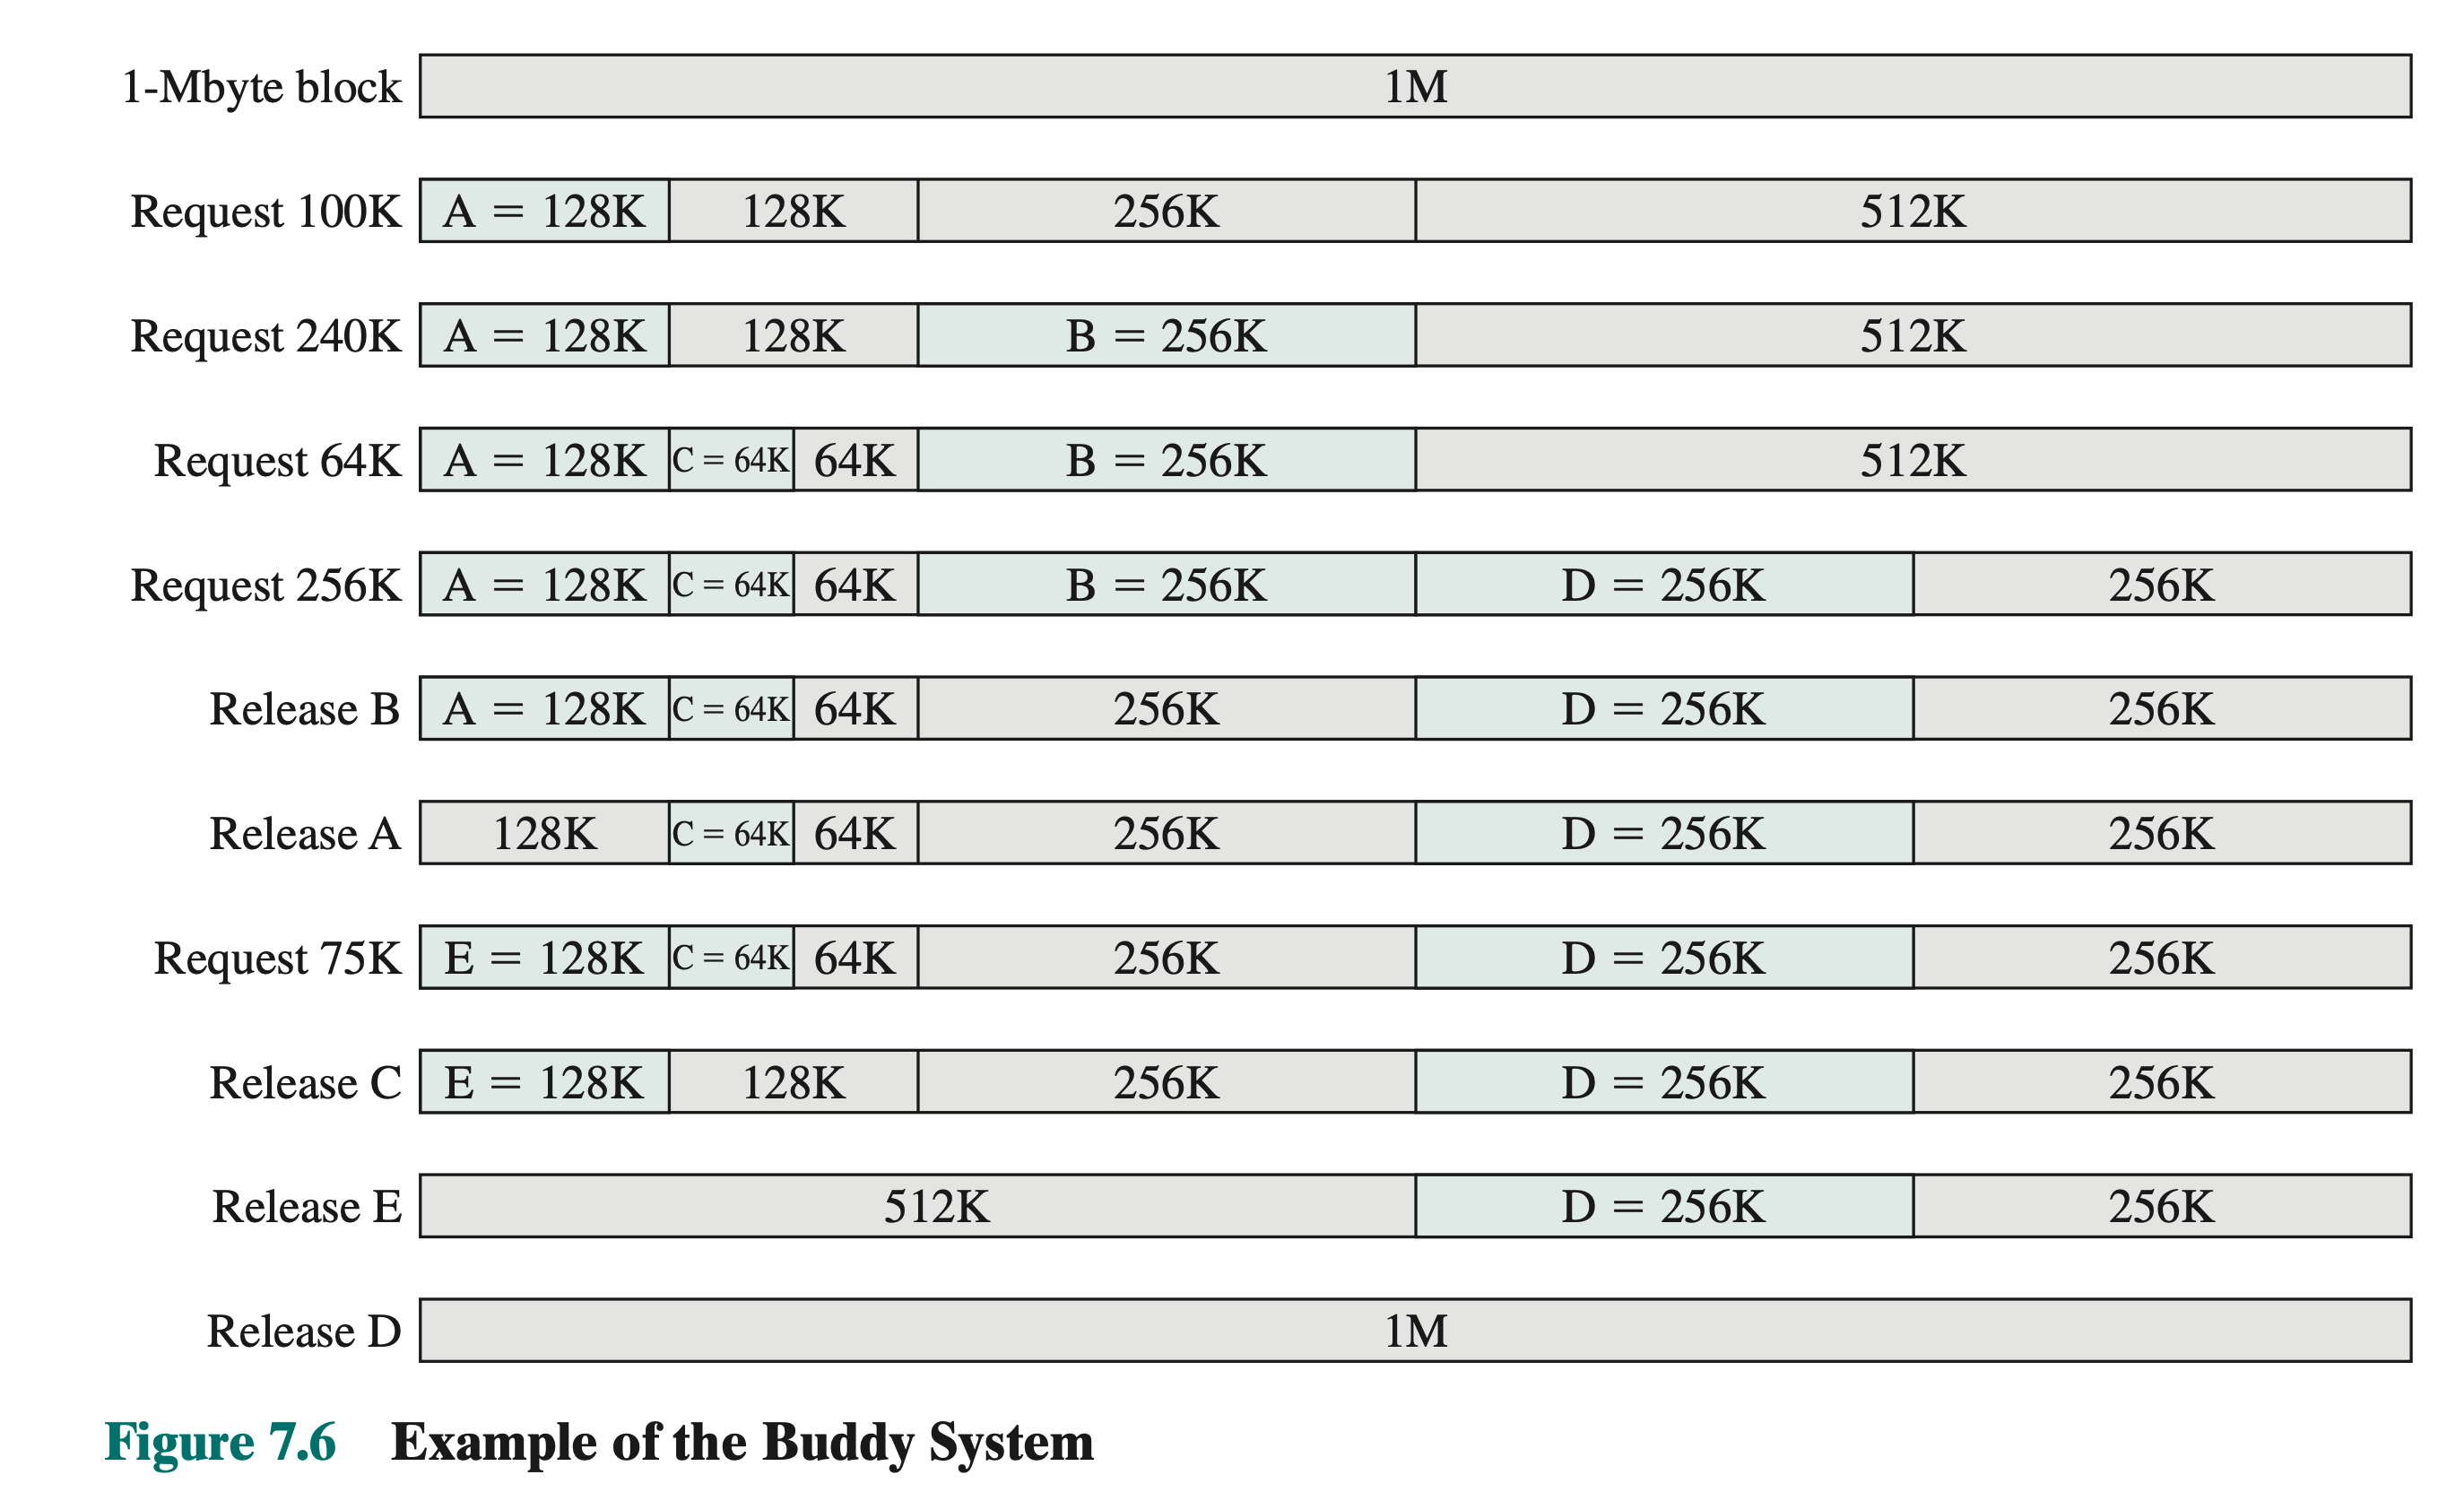 1-Mbyte block 1M
Request 100K A = 128K 128K 256K 512K
Request 240K A = 128K 128K B = 256K 512K
Request 64K A = 128K C = 64K 64K B = 256K 512K
Request 256K A = 128K C = 64K 64K B = 256K D = 256K 256K
Release B A = 128K C = 64K 64K 256K D = 256K 256K
Release A 128K C = 64K 64K 256K D = 256K 256K
Request 75K E = 128K C = 64K 64K 256K D = 256K 256K
Release C E = 128K 128K 256K D = 256K 256K
Release E 512K D = 256K 256K
Release D 1M
Figure 7.6 Example of the Buddy System